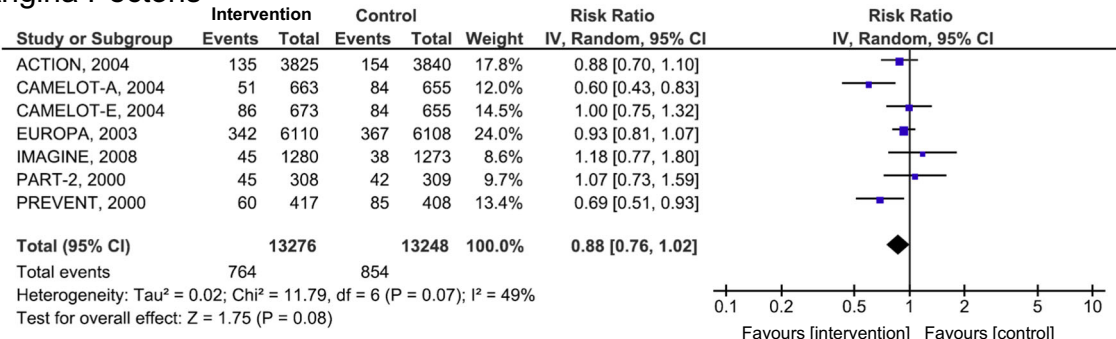 Intervention Control Risk Ratio Risk Ratio
Study or Subgroup Events Total Events Total Weight IV, Random, 95% CI IV, Random, 95% CI
ACTION, 2004 135 3825 154 3840 17.8% 0.88 [0.70, 1.10]
CAMELOT-A, 2004 51 663 84 655 12.0% 0.60 [0.43, 0.83]
CAMELOT-E, 2004 86 673 84 655 14.5% 1.00 [0.75, 1.32]
EUROPA, 2003 342 6110 367 6108 24.0% 0.93 [0.81, 1.07]
IMAGINE, 2008 45 1280 38 1273 8.6% 1.18 [0.77, 1.80]
PART-2, 2000 45 308 42 309 9.7% 1.07 [0.73, 1.59]
PREVENT, 2000 60 417 85 408 13.4% 0.69 [0.51, 0.93]
Total (95% CI) 13276 13248 100.0% 0.88 [0.76, 1.02]
Total events 764 854
Heterogeneity: Tau² = 0.02; Chi² = 11.79, df = 6 (P = 0.07); I² = 49%
Test for overall effect: Z = 1.75 (P = 0.08)
0.1 0.2 0.5 1 2 5 10
Favours [intervention] Favours [control]